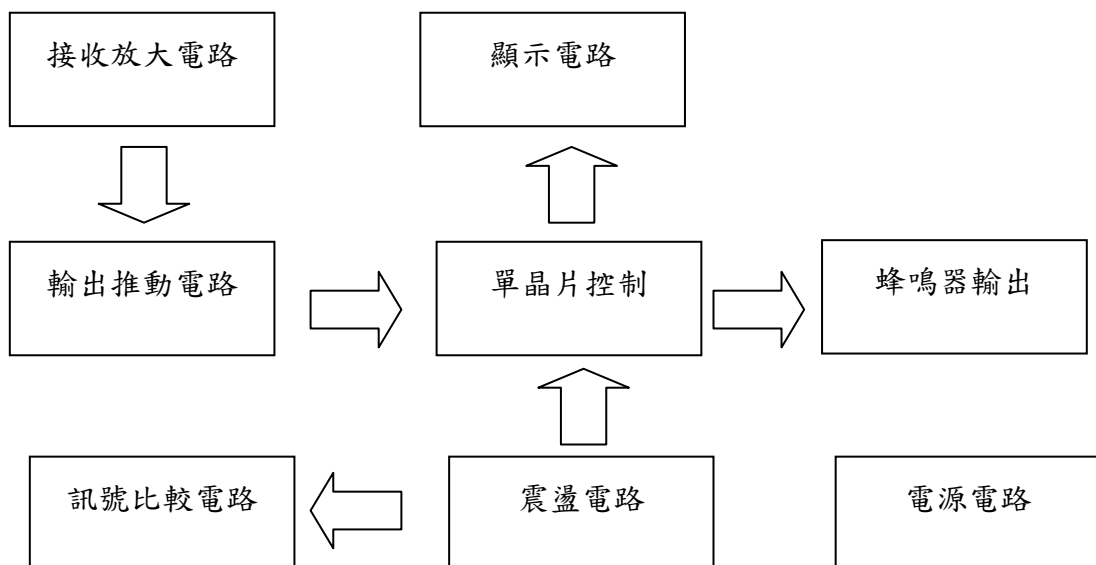 接收放大電路
顯示電路
輸出推動電路
單晶片控制
蜂鳴器輸出
訊號比較電路
震盪電路
電源電路